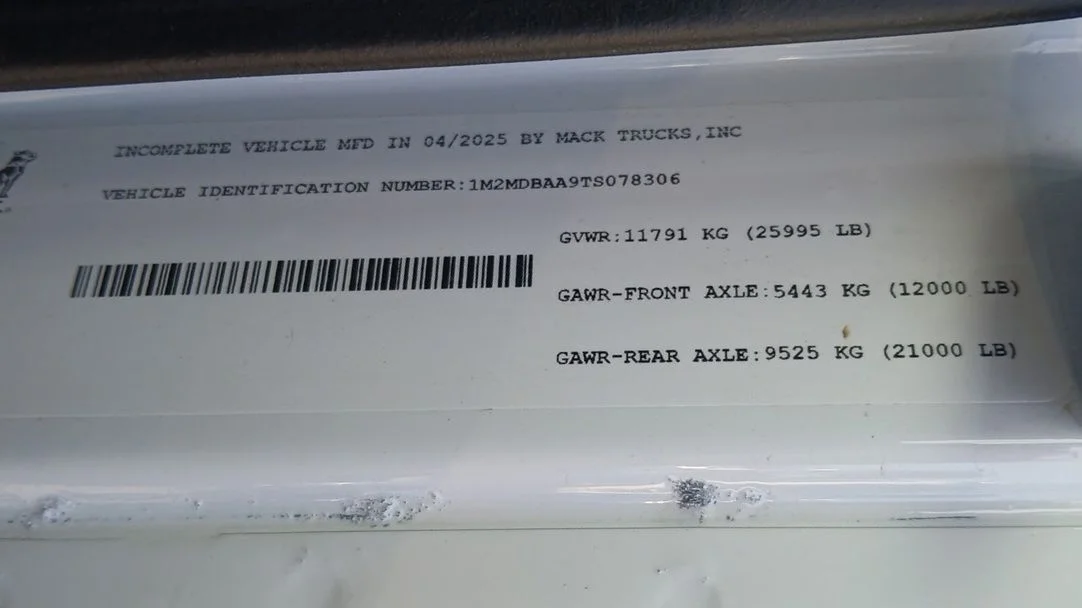 INCOMPLETE VEHICLE MFD IN 04/2025 BY MACK TRUCKS,INC
VEHICLE IDENTIFICATION NUMBER:1M2MDBAA9TS078306
GVWR:11791 KG (25995 LB)
GAWR-FRONT AXLE:5443 KG (12000 LB)
GAWR-REAR AXLE:9525 KG (21000 LB)